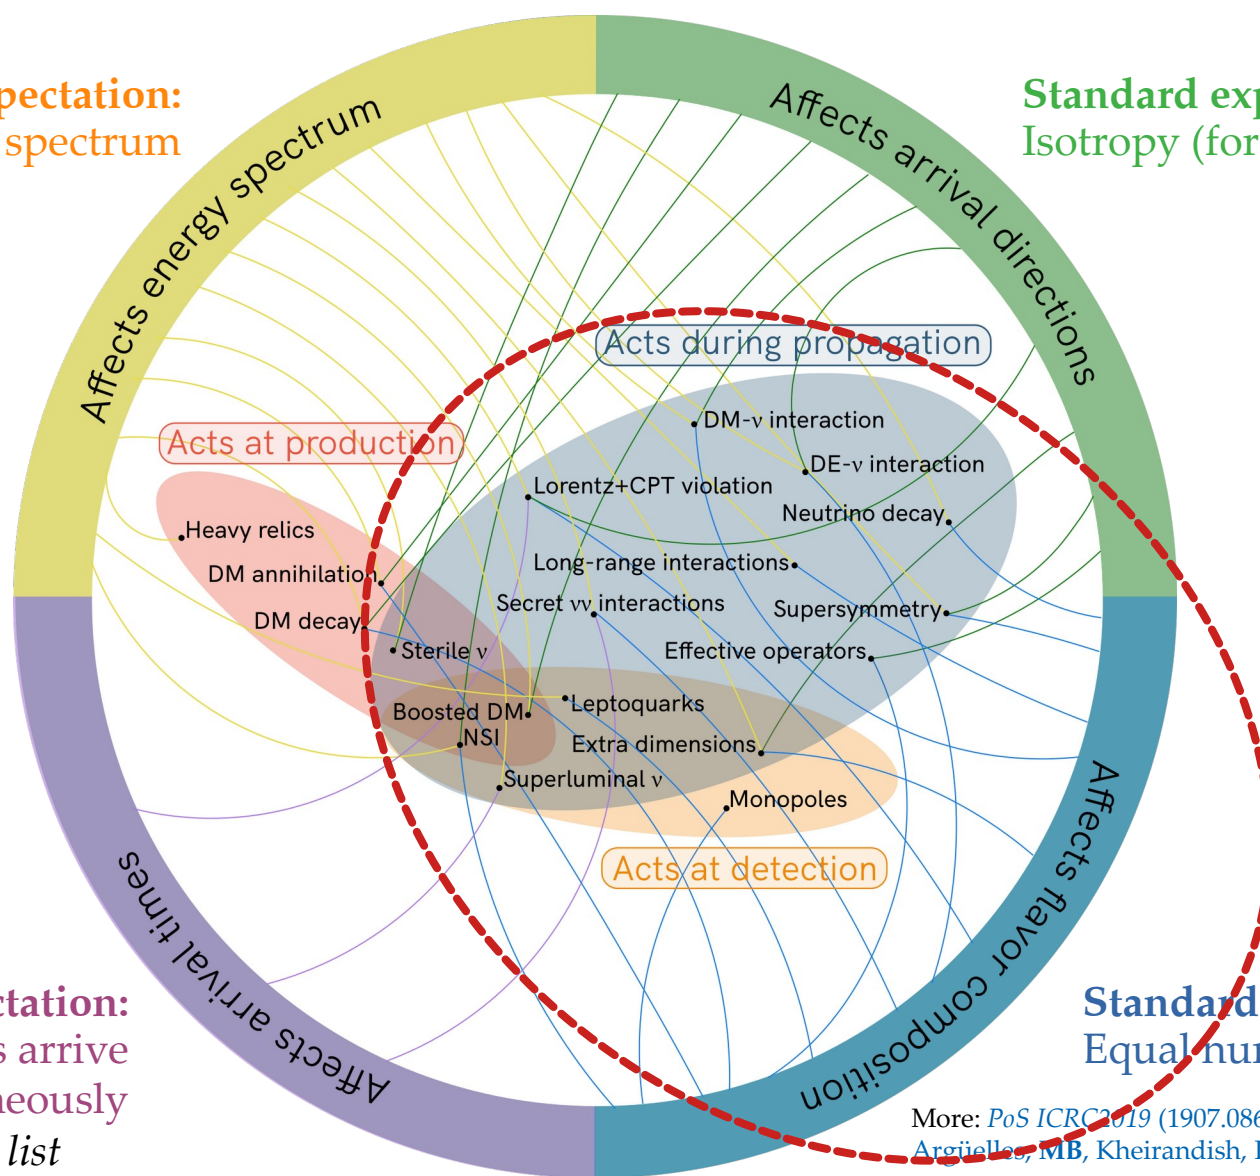 pectation:
spectrum
Standard exp
Isotropy (for
Affects energy spectrum
Affects arrival directions
Acts during propagation
Acts at production
DM-ν interaction
DE-ν interaction
Lorentz+CPT violation
Neutrino decay
Heavy relics
Long-range interactions
DM annihilation
Secret νν interactions
Supersymmetry
DM decay
Sterile ν
Effective operators
Leptoquarks
Boosted DM
NSI
Extra dimensions
Superluminal ν
Monopoles
Acts at detection
Affects arrival times
Affects flavor composition
ctation:
s arrive
neously
list
Standard
Equal num
More: PoS ICRC2019 (1907.086
Argüelles, MB, Kheirandish,